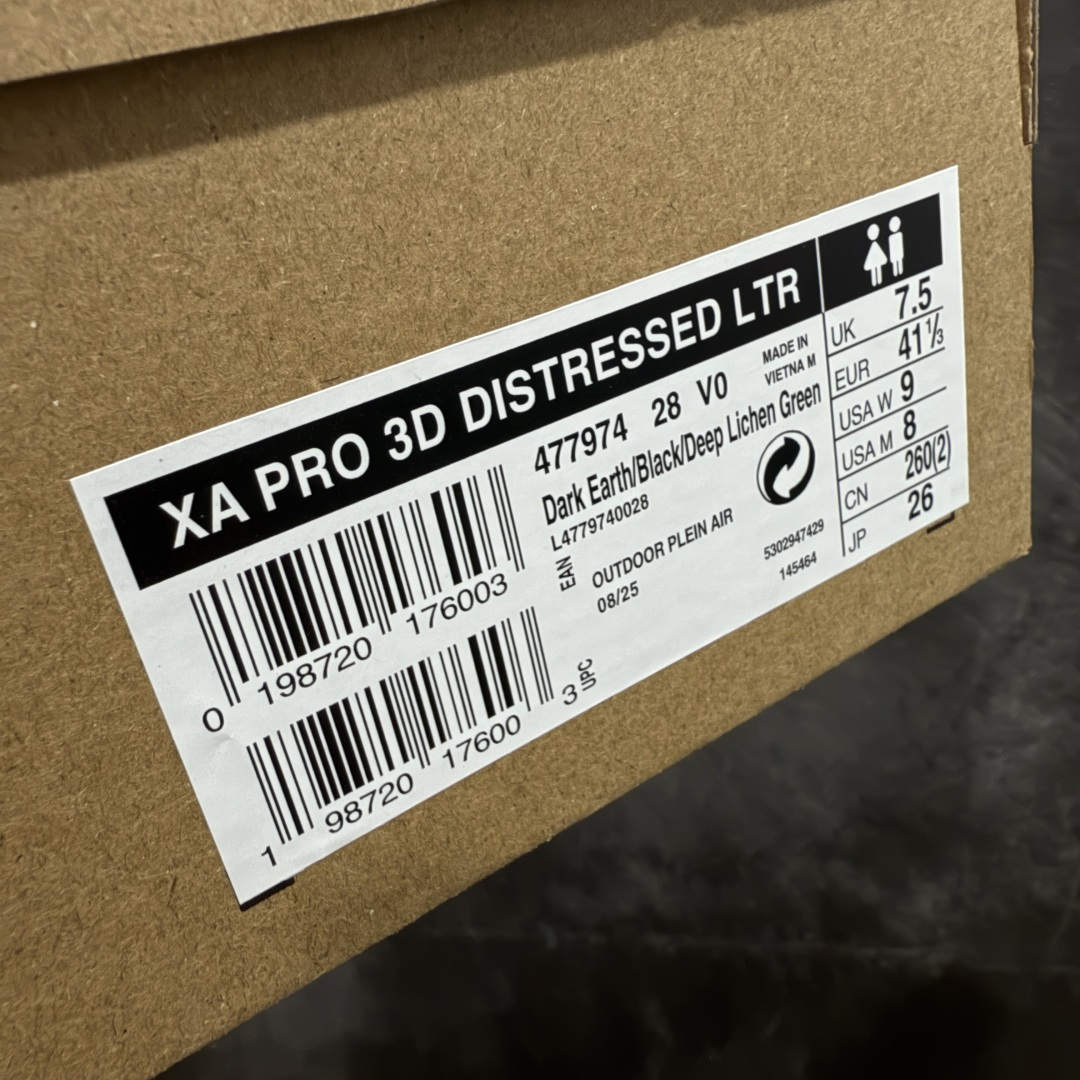 XA PRO 3D DISTRESSED LTR
477974 28 V0
MADE IN
VIETNA M
Dark Earth/Black/Deep Lichen Green
L4779740028
EAN
OUTDOOR PLEIN AIR
08/25
5302947429
145464
0 198720 176003
1 98720 17600 3
UPC
UK 7.5
EUR 41⅓
USA W 9
USA M 8
CN 260(2)
JP 26